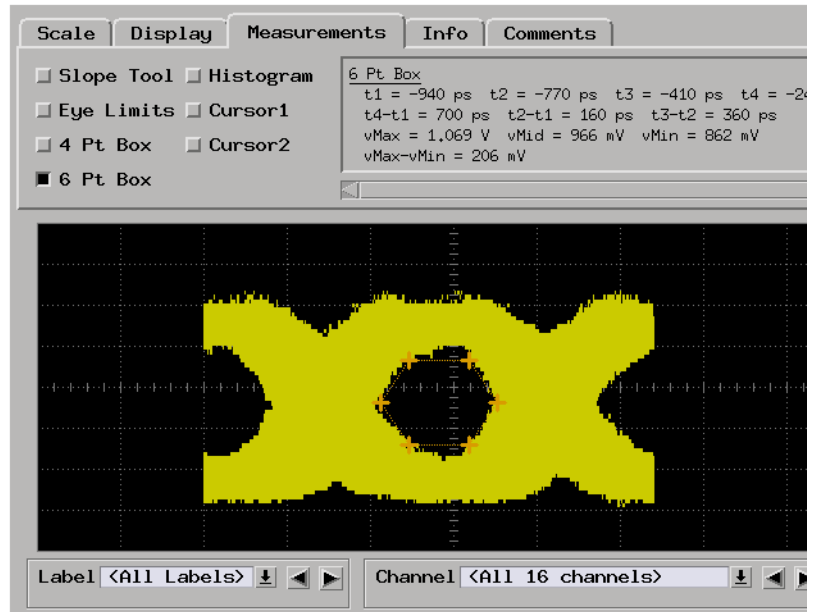 Scale Display Measurements Info Comments
Slope Tool Histogram
Eye Limits Cursor1
4 Pt Box Cursor2
6 Pt Box
6 Pt Box
t1 = -940 ps t2 = -770 ps t3 = -410 ps t4 = -24
t4-t1 = 700 ps t2-t1 = 160 ps t3-t2 = 360 ps
vMax = 1.069 V vMid = 966 mV vMin = 862 mV
vMax-vMin = 206 mV
Label <All Labels> Channel <All 16 channels>